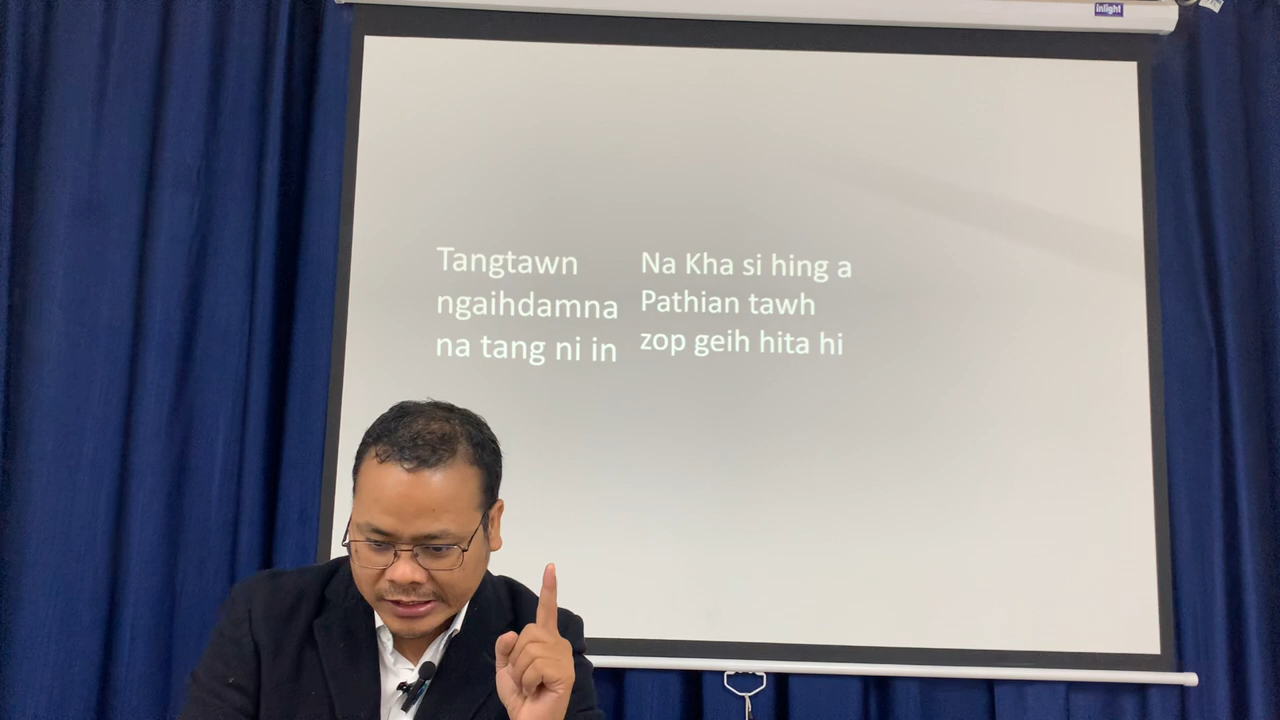 inlight
Tangtawn
ngaihdamna
na tang ni in
Na Kha si hing a
Pathian tawh
zop geih hita hi